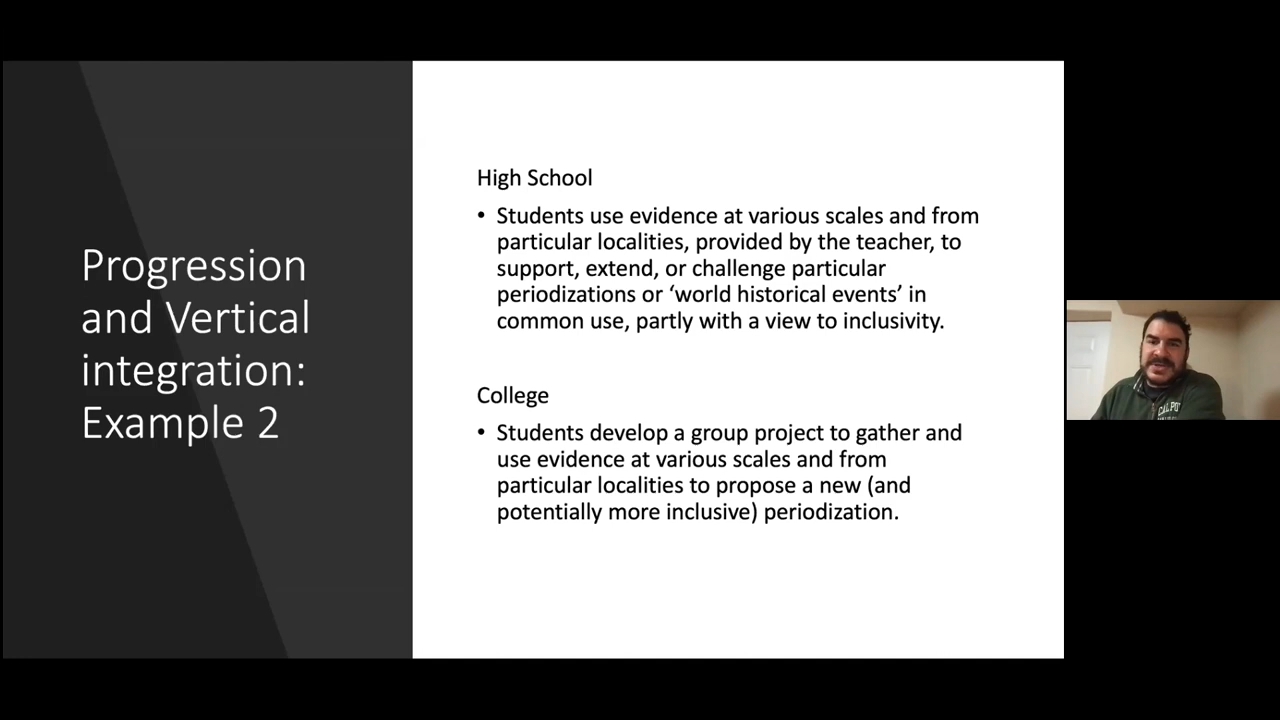 Progression
and Vertical
integration:
Example 2
High School
• Students use evidence at various scales and from
particular localities, provided by the teacher, to
support, extend, or challenge particular
periodizations or ‘world historical events’ in
common use, partly with a view to inclusivity.
College
• Students develop a group project to gather and
use evidence at various scales and from
particular localities to propose a new (and
potentially more inclusive) periodization.
CAL POLY